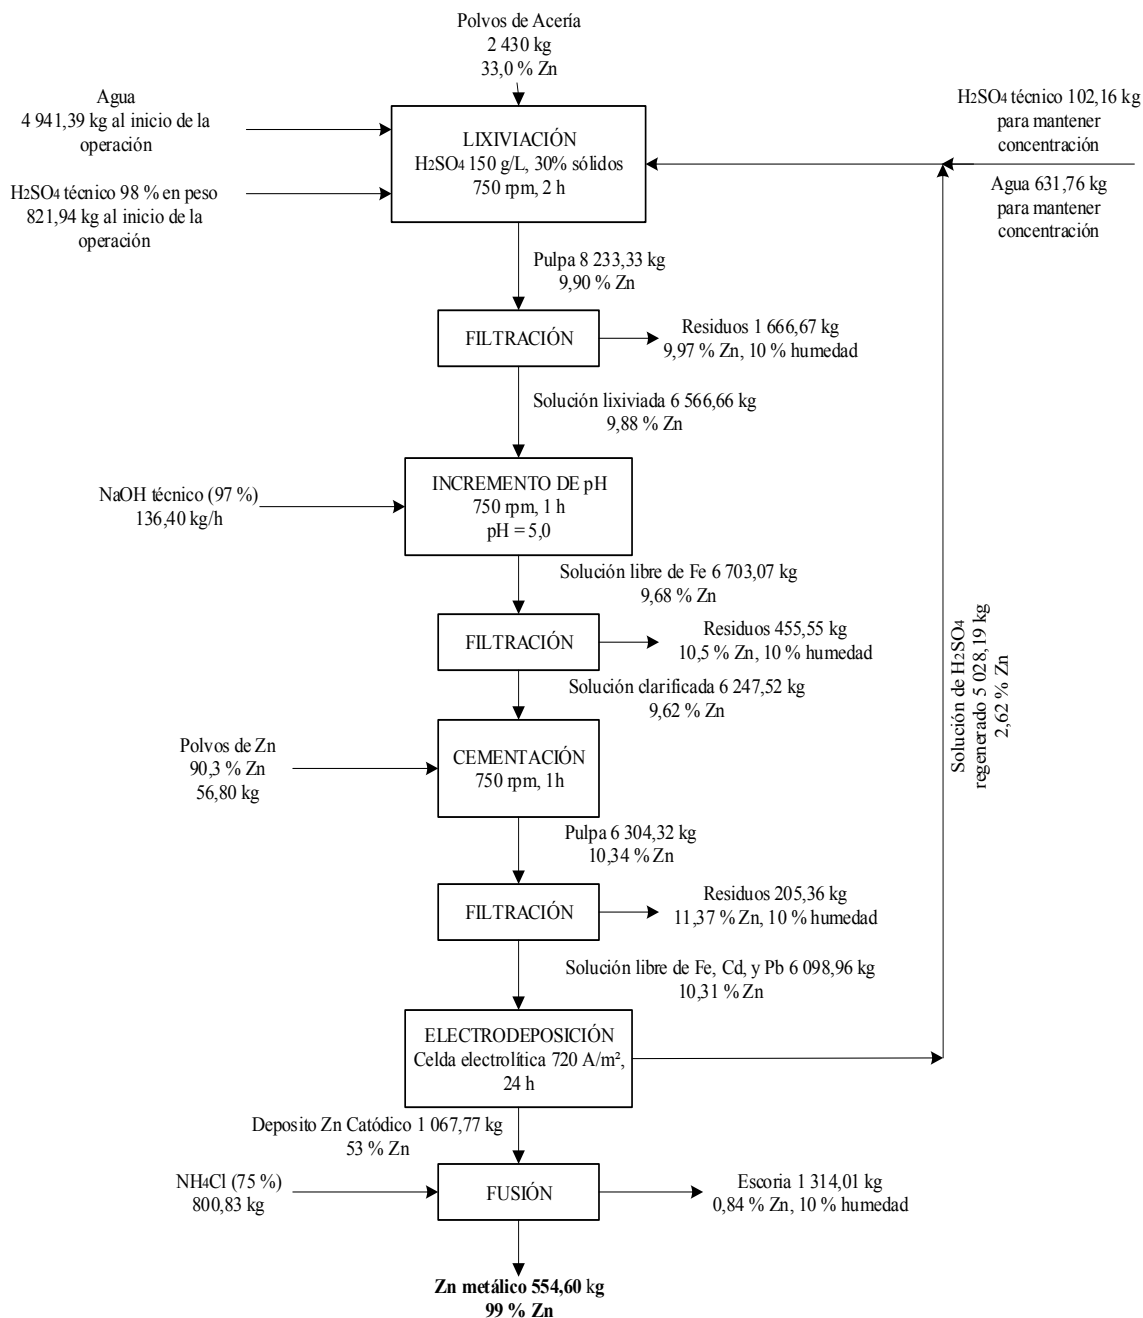 Polvos de Acería
2 430 kg
33,0 % Zn
Agua
4 941,39 kg al inicio de la
operación
H2SO4 técnico 98 % en peso
821,94 kg al inicio de la
operación
LIXIVIACIÓN
H2SO4 150 g/L, 30% sólidos
750 rpm, 2 h
H2SO4 técnico 102,16 kg
para mantener
concentración
Agua 631,76 kg
para mantener
concentración
Pulpa 8 233,33 kg
9,90 % Zn
FILTRACIÓN
Residuos 1 666,67 kg
9,97 % Zn, 10 % humedad
Solución lixiviada 6 566,66 kg
9,88 % Zn
NaOH técnico (97 %)
136,40 kg/h
INCREMENTO DE pH
750 rpm, 1 h
pH = 5,0
Solución libre de Fe 6 703,07 kg
9,68 % Zn
FILTRACIÓN
Residuos 455,55 kg
10,5 % Zn, 10 % humedad
Solución clarificada 6 247,52 kg
9,62 % Zn
Solución de H2SO4
regenerado 5 028,19 kg
2,62 % Zn
Polvos de Zn
90,3 % Zn
56,80 kg
CEMENTACIÓN
750 rpm, 1h
Pulpa 6 304,32 kg
10,34 % Zn
FILTRACIÓN
Residuos 205,36 kg
11,37 % Zn, 10 % humedad
Solución libre de Fe, Cd, y Pb 6 098,96 kg
10,31 % Zn
ELECTRODEPOSICIÓN
Celda electrolítica 720 A/m²,
24 h
Deposito Zn Catódico 1 067,77 kg
53 % Zn
NH4Cl (75 %)
800,83 kg
FUSIÓN
Escoria 1 314,01 kg
0,84 % Zn, 10 % humedad
Zn metálico 554,60 kg
99 % Zn